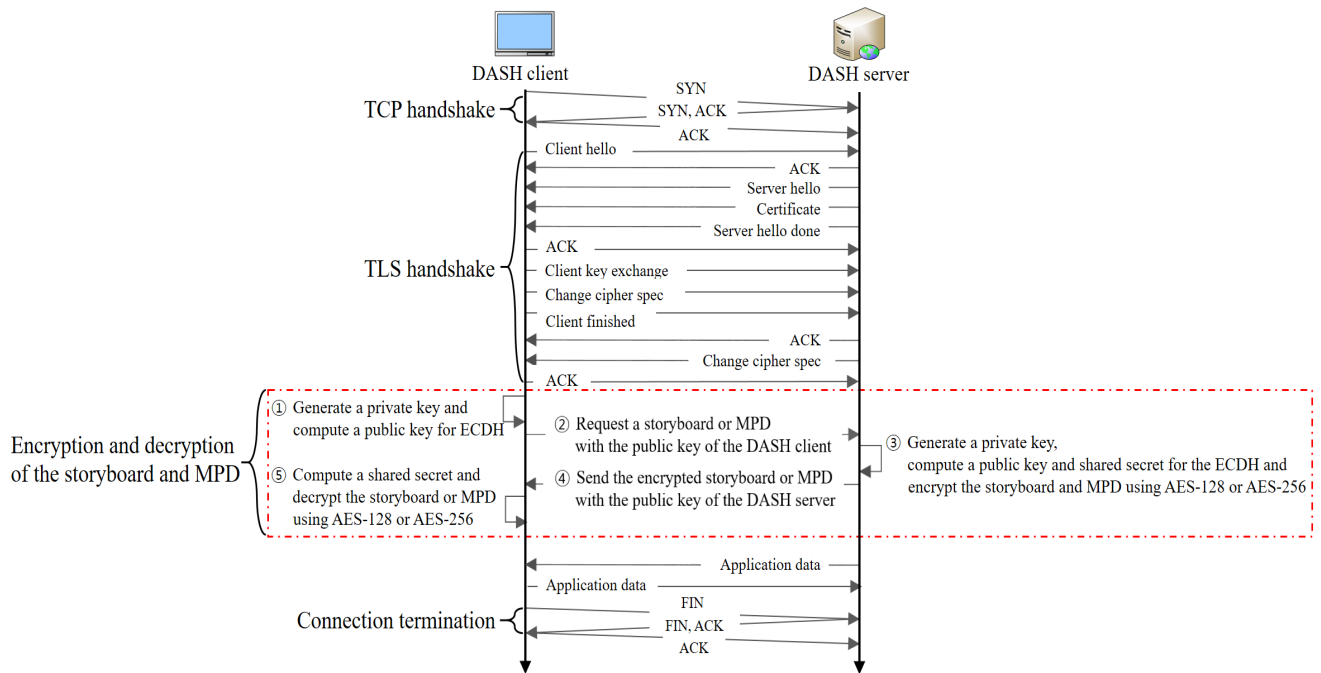 DASH client
DASH server
SYN
TCP handshake
SYN, ACK
ACK
Client hello
ACK
Server hello
Certificate
Server hello done
ACK
TLS handshake
Client key exchange
Change cipher spec
Client finished
ACK
Change cipher spec
ACK
Encryption and decryption
of the storyboard and MPD
① Generate a private key and
compute a public key for ECDH
② Request a storyboard or MPD
with the public key of the DASH client
③ Generate a private key,
compute a public key and shared secret for the ECDH and
encrypt the storyboard and MPD using AES-128 or AES-256
④ Send the encrypted storyboard or MPD
with the public key of the DASH server
⑤ Compute a shared secret and
decrypt the storyboard or MPD
using AES-128 or AES-256
Application data
Application data
FIN
Connection termination
FIN, ACK
ACK